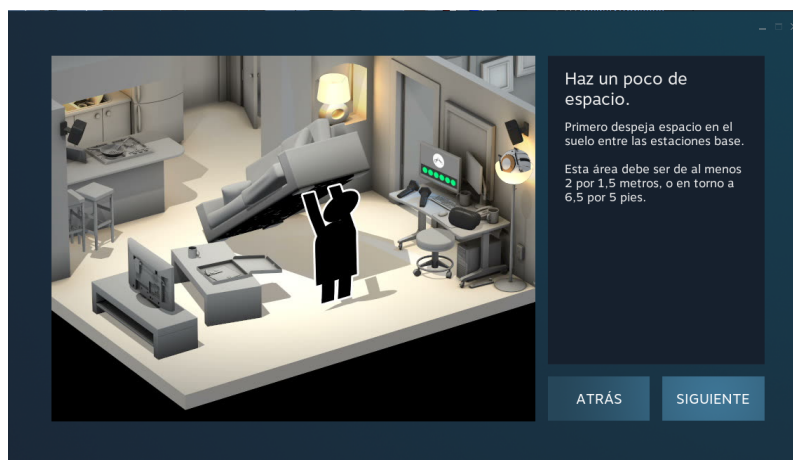 Haz un poco de
espacio.
Primero despeja espacio en el
suelo entre las estaciones base.
Esta área debe ser de al menos
2 por 1,5 metros, o en torno a
6,5 por 5 pies.
ATRÁS
SIGUIENTE